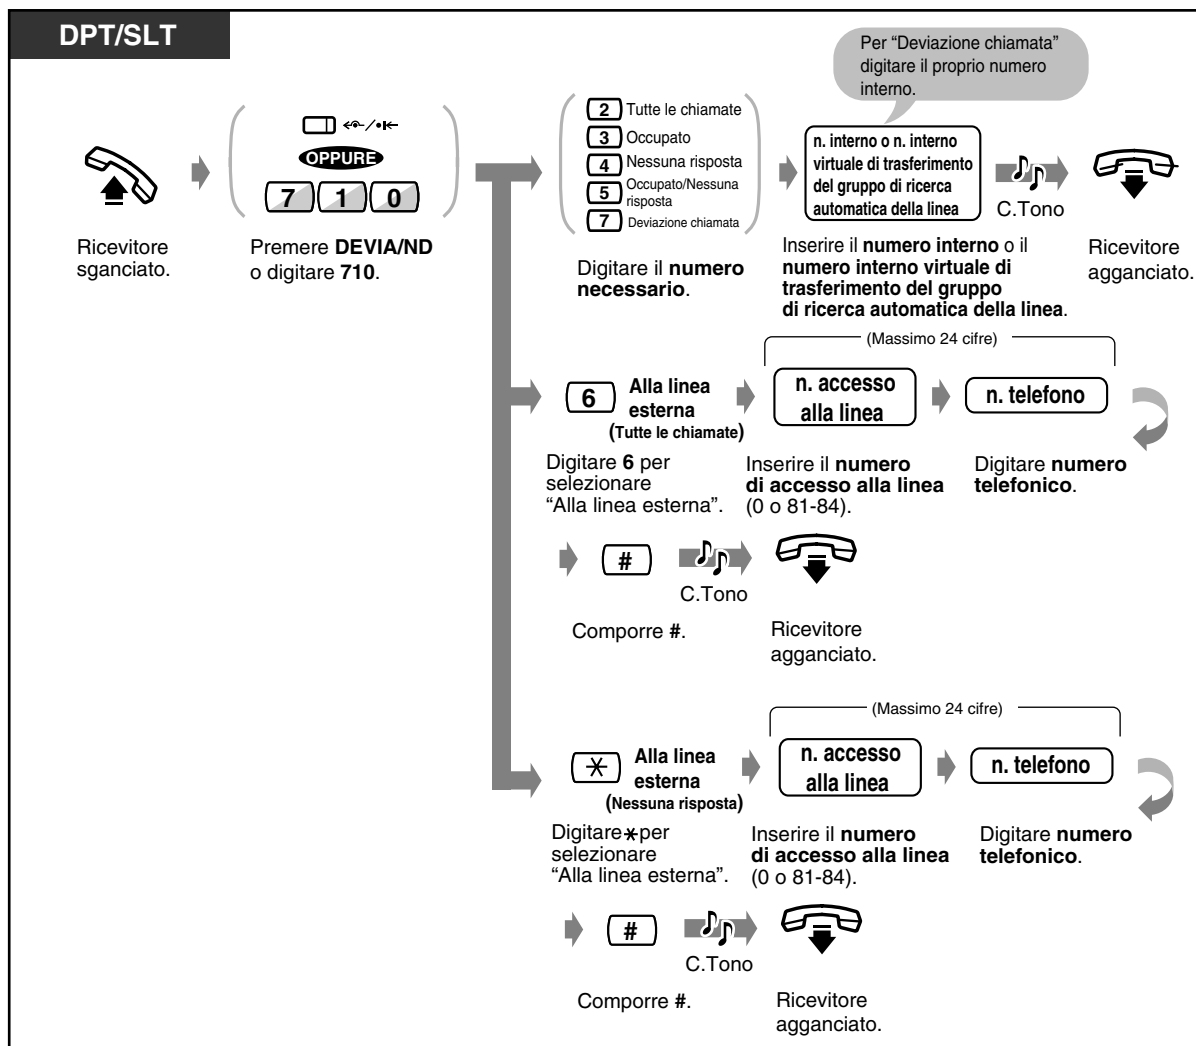 DPT/SLT
Per “Deviazione chiamata”
digitare il proprio numero
interno.
OPPURE
7 1 0
2 Tutte le chiamate
3 Occupato
4 Nessuna risposta
5 Occupato/Nessuna
risposta
7 Deviazione chiamata
n. interno o n. interno
virtuale di trasferimento
del gruppo di ricerca
automatica della linea
C.Tono
Ricevitore
sganciato.
Premere DEVIA/ND
o digitare 710.
Digitare il numero
necessario.
Inserire il numero interno o il
numero interno virtuale di
trasferimento del gruppo
di ricerca automatica della linea.
Ricevitore
agganciato.
(Massimo 24 cifre)
6 Alla linea
esterna
(Tutte le chiamate)
n. accesso
alla linea
n. telefono
Digitare 6 per
selezionare
“Alla linea esterna”.
Inserire il numero
di accesso alla linea
(0 o 81-84).
Digitare numero
telefonico.
#
C.Tono
Comporre #.
Ricevitore
agganciato.
(Massimo 24 cifre)
* Alla linea
esterna
(Nessuna risposta)
n. accesso
alla linea
n. telefono
Digitare * per
selezionare
“Alla linea esterna”.
Inserire il numero
di accesso alla linea
(0 o 81-84).
Digitare numero
telefonico.
#
C.Tono
Comporre #.
Ricevitore
agganciato.